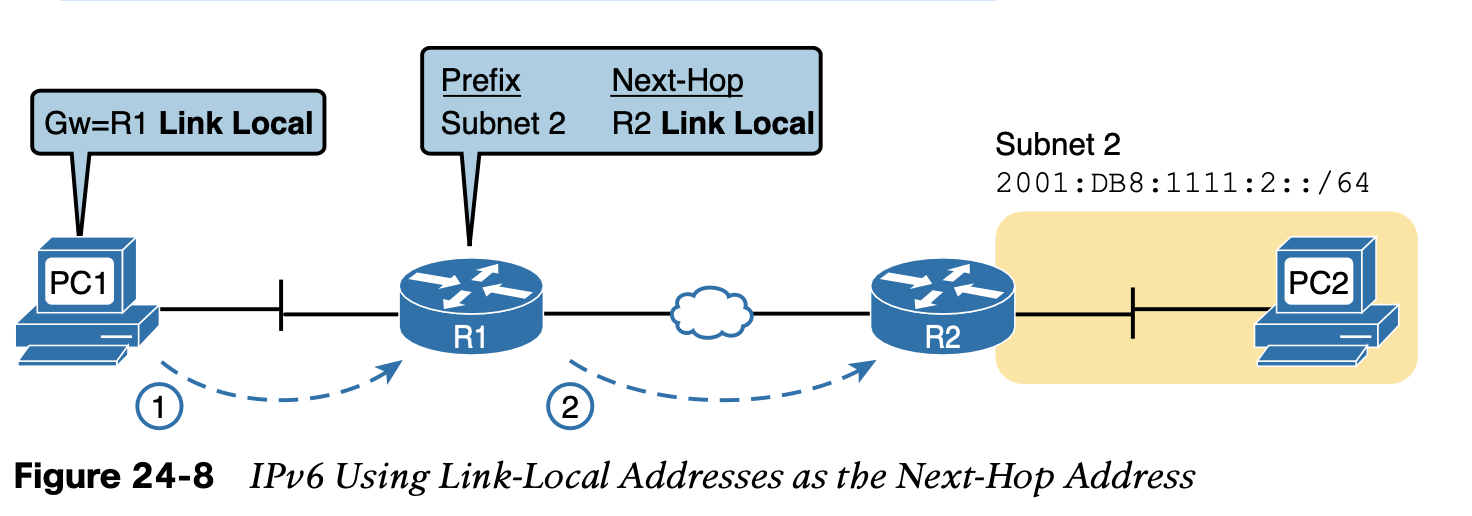 Gw=R1 Link Local
Prefix Next-Hop
Subnet 2 R2 Link Local
Subnet 2
2001:DB8:1111:2::/64
PC1
R1
R2
PC2
1
2
Figure 24-8 IPv6 Using Link-Local Addresses as the Next-Hop Address